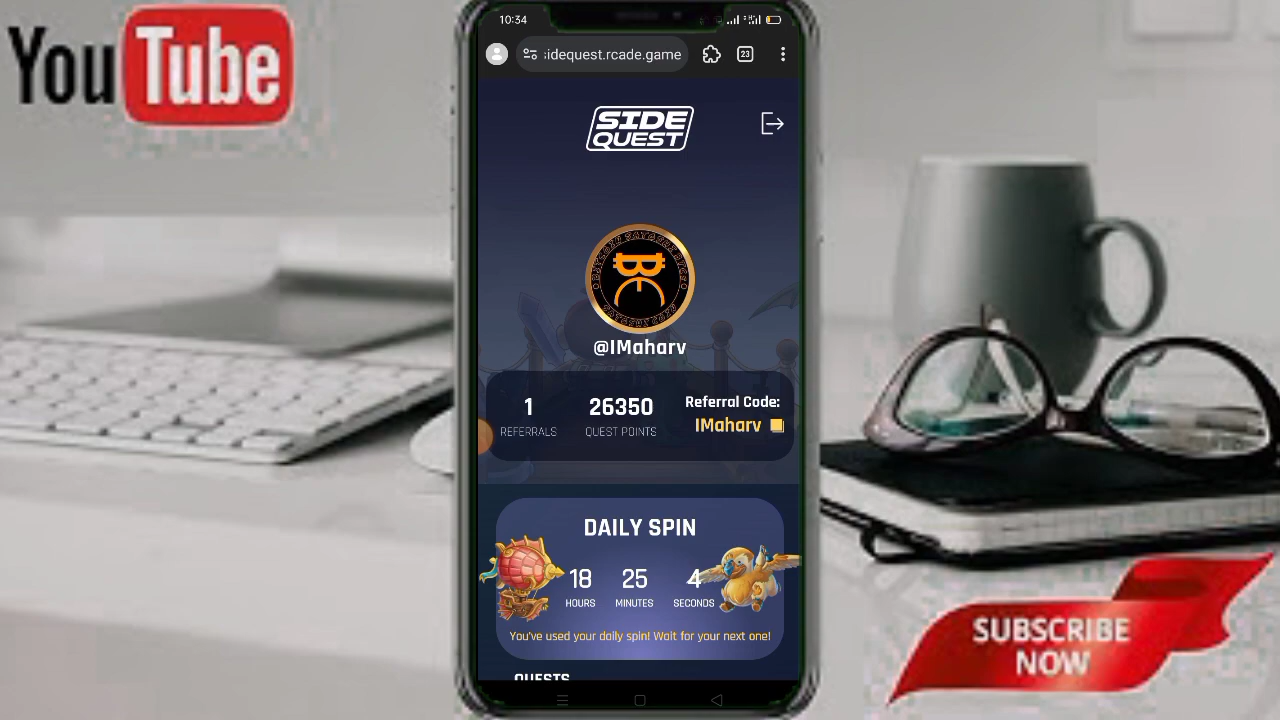 YouTube
10:34
idequest.rcade.game
23
SIDE
QUEST
@IMaharv
1
REFERRALS
26350
QUEST POINTS
Referral Code:
IMaharv
DAILY SPIN
18
HOURS
25
MINUTES
4
SECONDS
You've used your daily spin! Wait for your next one!
QUESTS
SUBSCRIBE
NOW